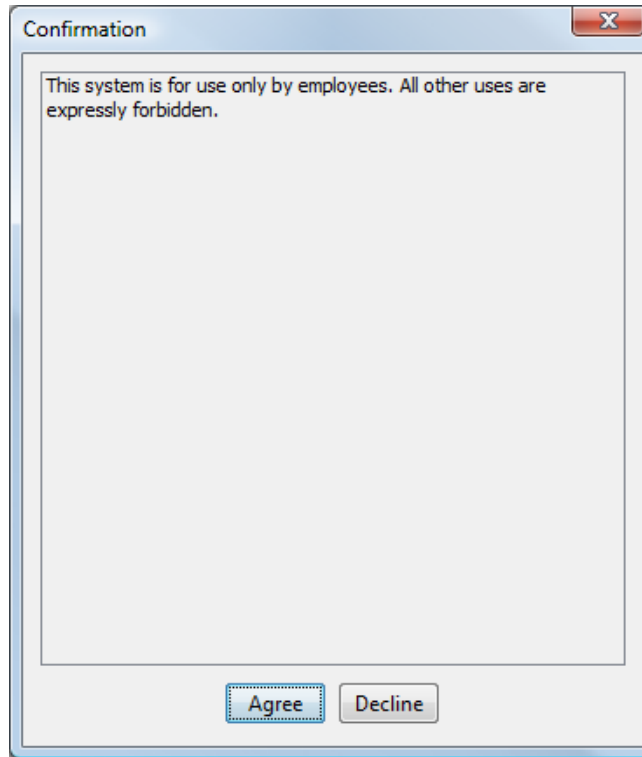 Confirmation
This system is for use only by employees. All other uses are
expressly forbidden.
Agree
Decline